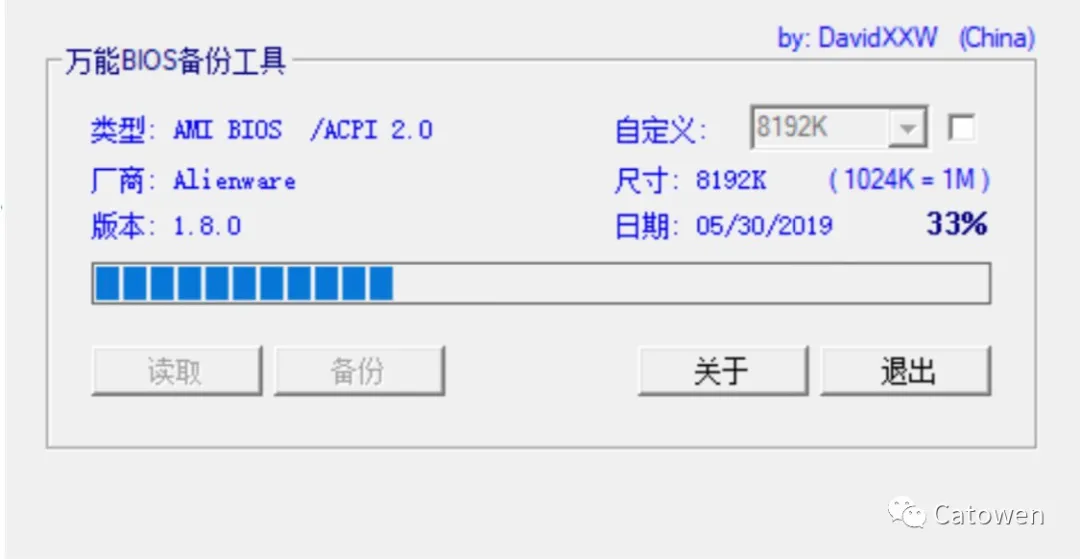 by: DavidXXW (China)
万能BIOS备份工具
类型: AMI BIOS /ACPI 2.0
自定义: 8192K
厂商: Alienware
尺寸: 8192K (1024K = 1M)
版本: 1.8.0
日期: 05/30/2019 33%
读取 备份 关于 退出
Catowen